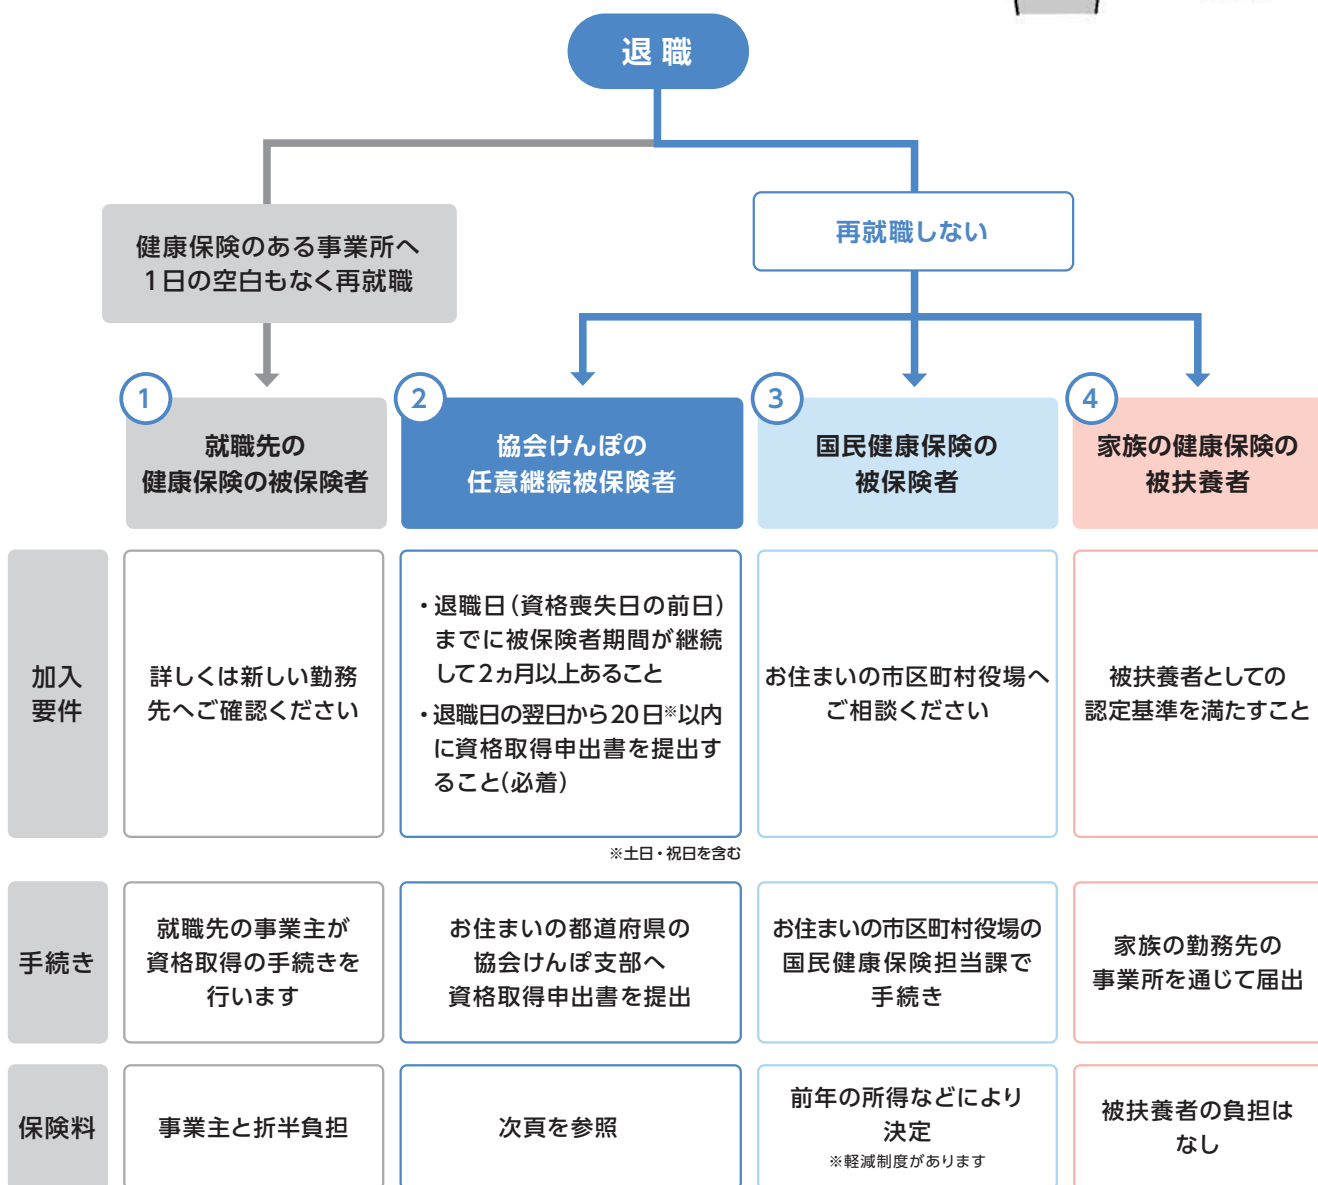 退職
健康保険のある事業所へ
1日の空白もなく再就職
再就職しない
1
就職先の
健康保険の被保険者
2
協会けんぽの
任意継続被保険者
3
国民健康保険の
被保険者
4
家族の健康保険の
被扶養者
加入
要件
詳しくは新しい勤務
先へご確認ください
・退職日（資格喪失日の前日）
までに被保険者期間が継続
して2ヵ月以上あること
・退職日の翌日から20日※以内
に資格取得申出書を提出す
ること（必着）
※土日・祝日を含む
お住まいの市区町村役場へ
ご相談ください
被扶養者としての
認定基準を満たすこと
手続き
就職先の事業主が
資格取得の手続きを
行います
お住まいの都道府県の
協会けんぽ支部へ
資格取得申出書を提出
お住まいの市区町村役場の
国民健康保険担当課で
手続き
家族の勤務先の
事業所を通じて届出
保険料
事業主と折半負担
次頁を参照
前年の所得などにより
決定
※軽減制度があります
被扶養者の負担は
なし